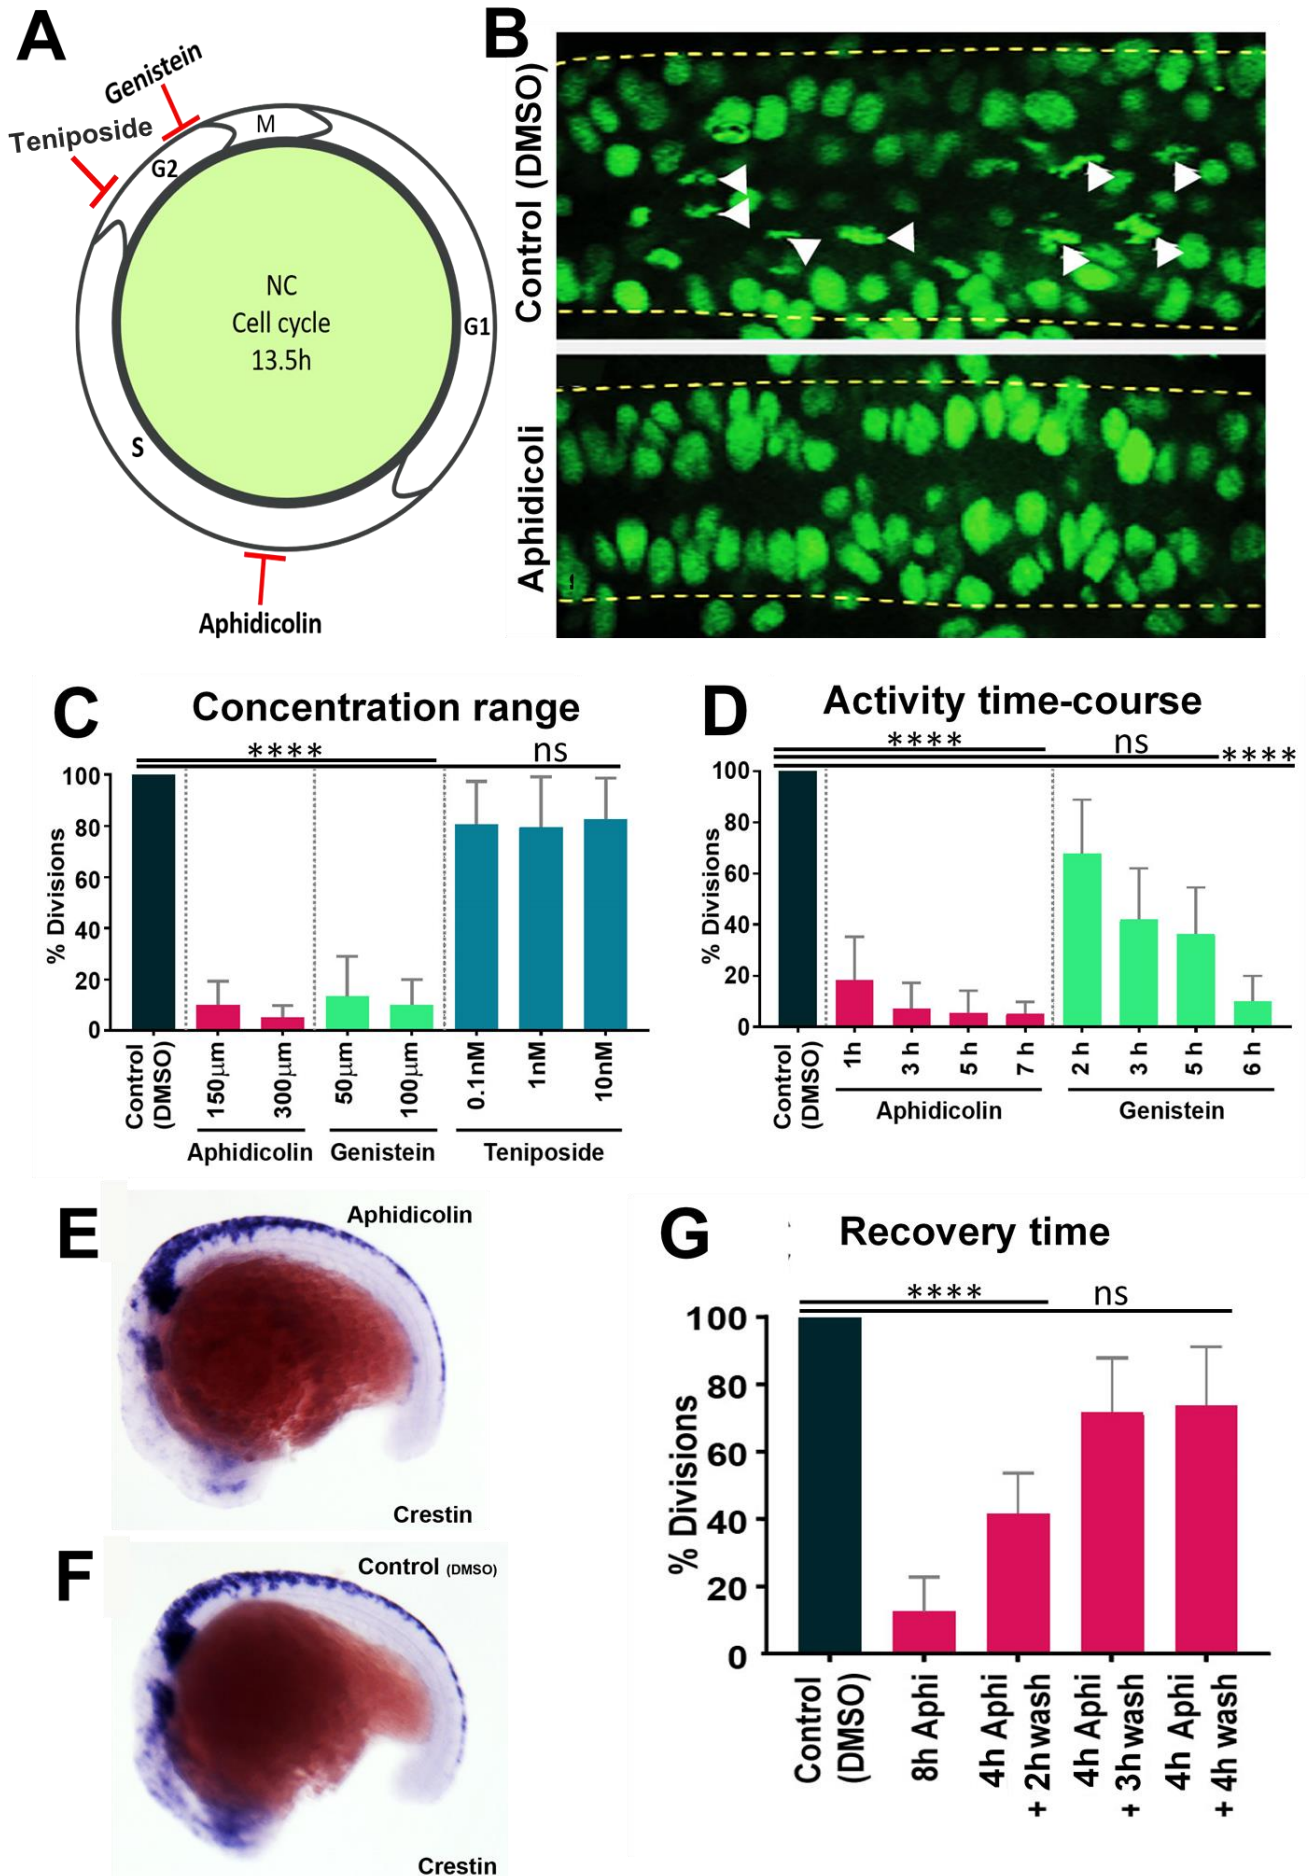 A
Genistein
Teniposide
M
G2
NC
Cell cycle
13.5h
G1
S
Aphidicolin
B
Control (DMSO)
Aphidicoli
C
Concentration range
****
ns
% Divisions
100
80
60
40
20
0
Control
(DMSO)
150µm
300µm
50µm
100µm
0.1nM
1nM
10nM
Aphidicolin
Genistein
Teniposide
D
Activity time-course
****
ns
****
% Divisions
100
80
60
40
20
0
Control
(DMSO)
1h
3 h
5 h
7 h
2 h
3 h
5 h
6 h
Aphidicolin
Genistein
E
Aphidicolin
Crestin
F
Control (DMSO)
Crestin
G
Recovery time
****
ns
% Divisions
100
80
60
40
20
0
Control
(DMSO)
8h Aphi
4h Aphi
+ 2h wash
4h Aphi
+ 3h wash
4h Aphi
+ 4h wash